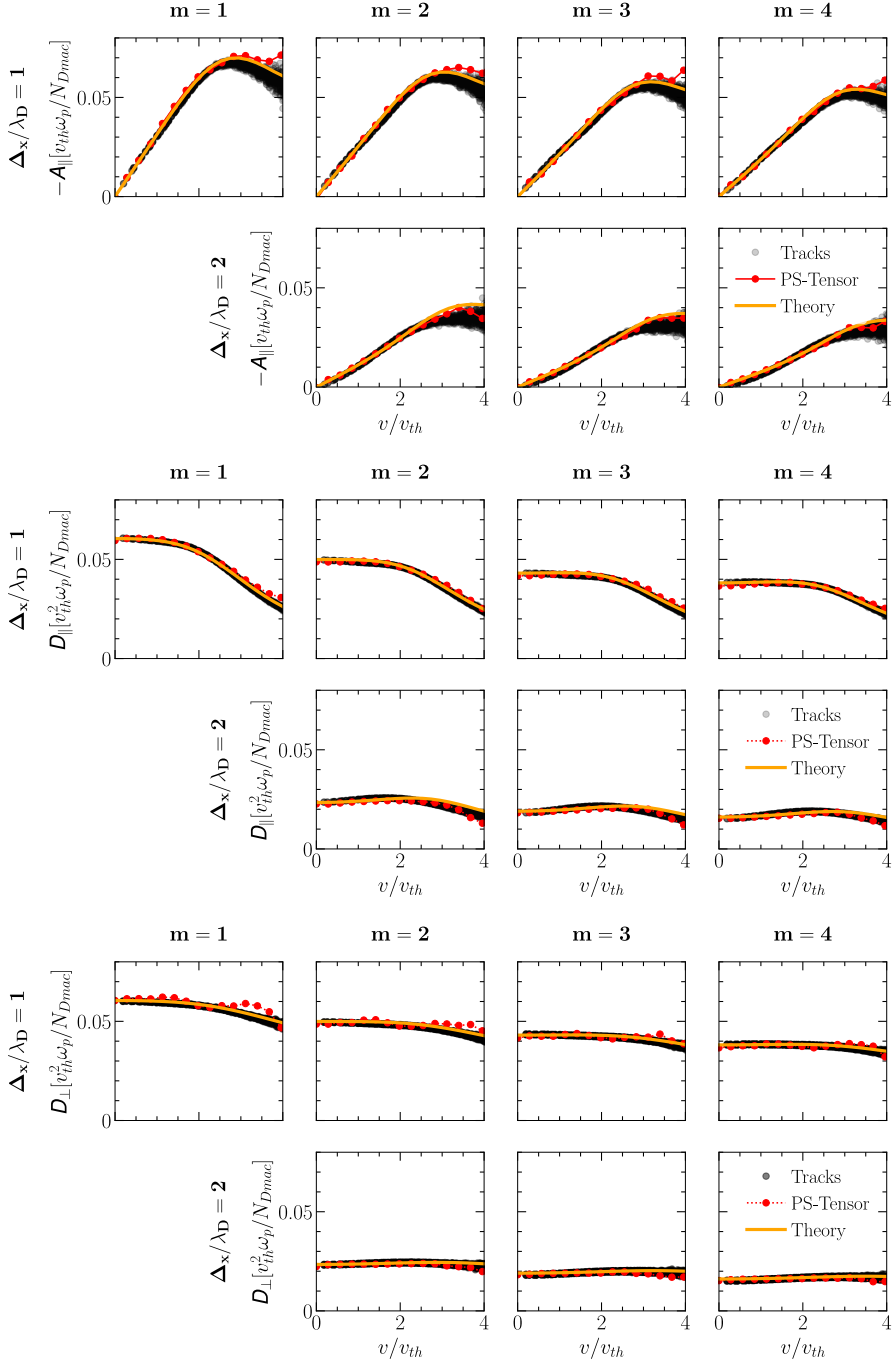 m = 1
m = 2
m = 3
m = 4
Δx/λD = 1
−A∥[vthωp/NDmac]
0.05
0
Δx/λD = 2
−A∥[vthωp/NDmac]
0.05
0
Tracks
PS-Tensor
Theory
0 2 4
0 2 4
0 2 4
v/vth
v/vth
v/vth
m = 1
m = 2
m = 3
m = 4
Δx/λD = 1
D∥[v²thωp/NDmac]
0.05
0
Δx/λD = 2
D∥[v²thωp/NDmac]
0.05
0
Tracks
PS-Tensor
Theory
0 2 4
0 2 4
0 2 4
v/vth
v/vth
v/vth
m = 1
m = 2
m = 3
m = 4
Δx/λD = 1
D⊥[v²thωp/NDmac]
0.05
0
Δx/λD = 2
D⊥[v²thωp/NDmac]
0.05
0
Tracks
PS-Tensor
Theory
0 2 4
0 2 4
0 2 4
v/vth
v/vth
v/vth